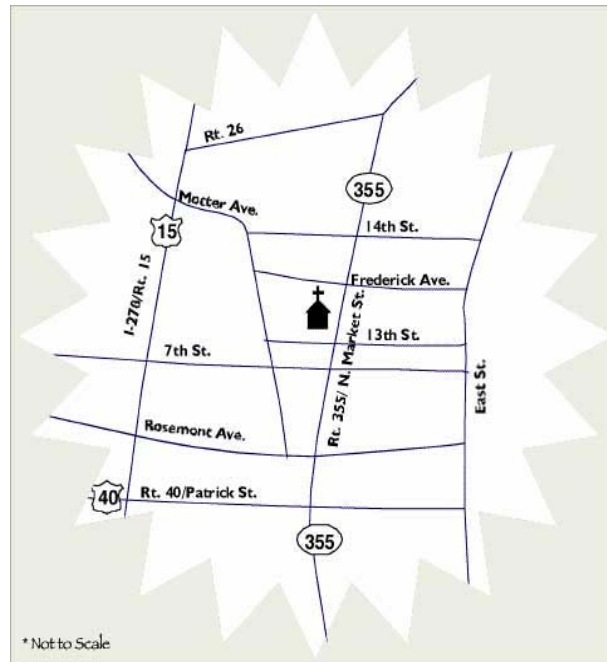 Rt. 26
355
Motter Ave.
15
14th St.
I-270/Rt. 15
Frederick Ave.
13th St.
7th St.
Rt. 355/ N. Market St.
East St.
Rosemont Ave.
40
Rt. 40/Patrick St.
355
* Not to Scale